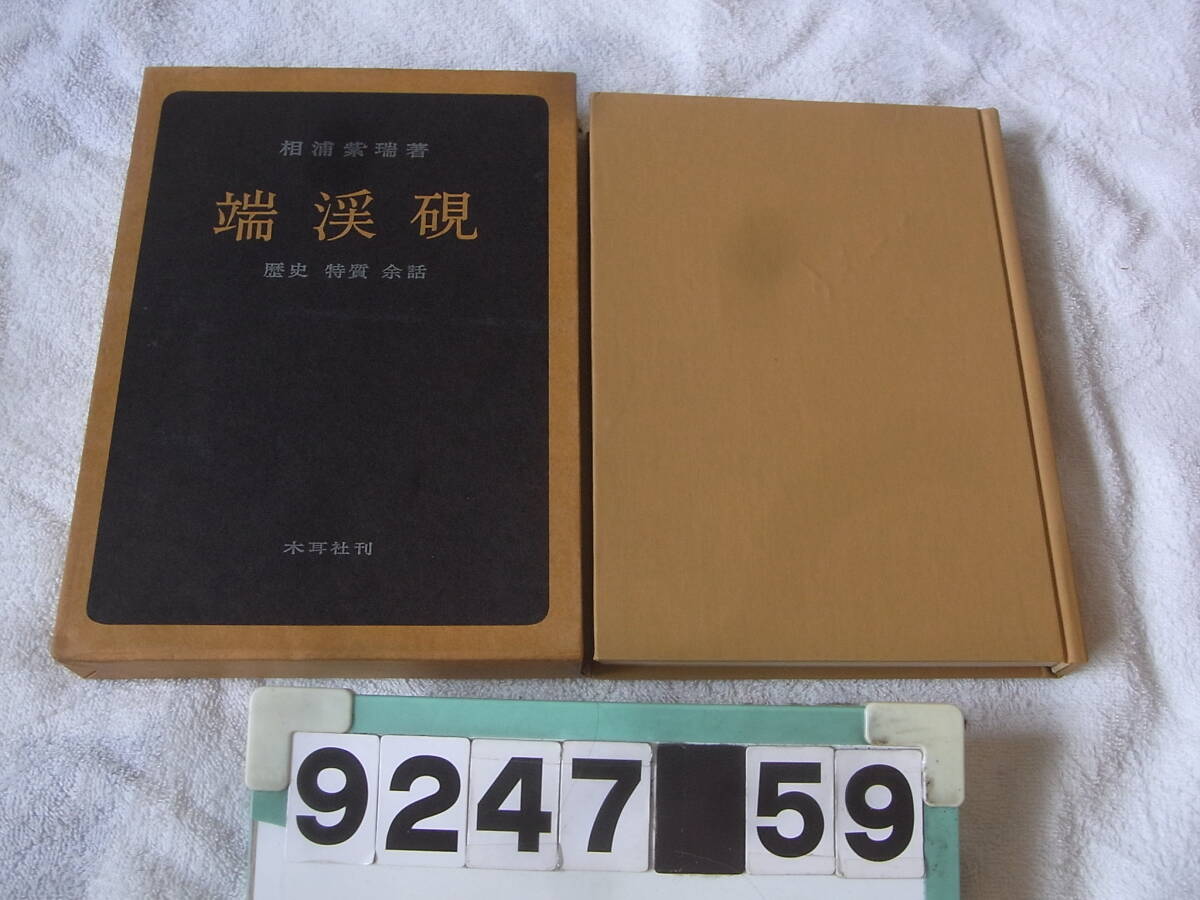 相浦紫瑞著
端渓硯
歴史 特質 余話
木耳社刊
9247 59